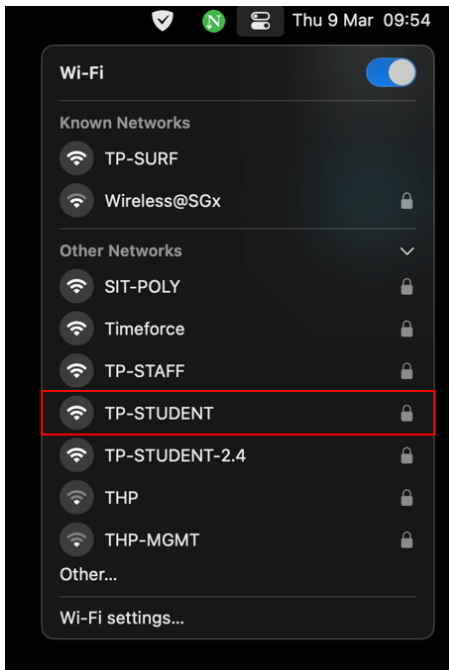 N Thu 9 Mar 09:54
Wi-Fi
Known Networks
TP-SURF
Wireless@SGx
Other Networks
SIT-POLY
Timeforce
TP-STAFF
TP-STUDENT
TP-STUDENT-2.4
THP
THP-MGMT
Other...
Wi-Fi settings...